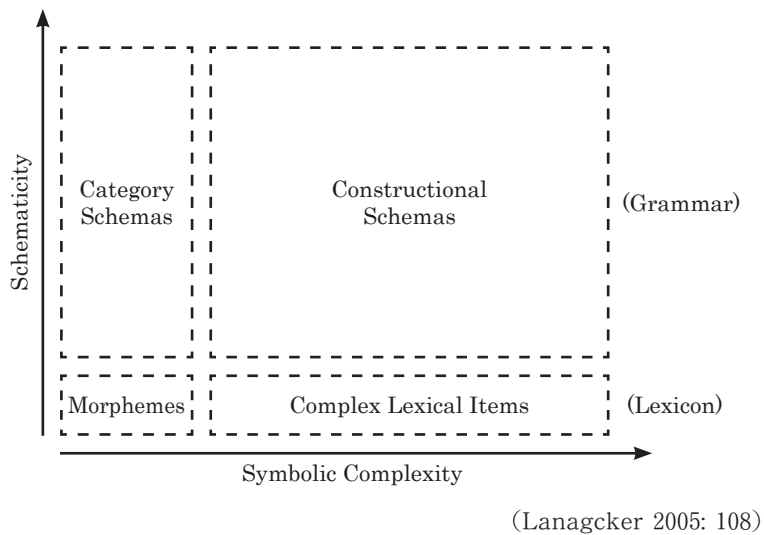 Schematicity
Category
Schemas
Constructional
Schemas
(Grammar)
Morphemes
Complex Lexical Items
(Lexicon)
Symbolic Complexity
(Lanagcker 2005: 108)